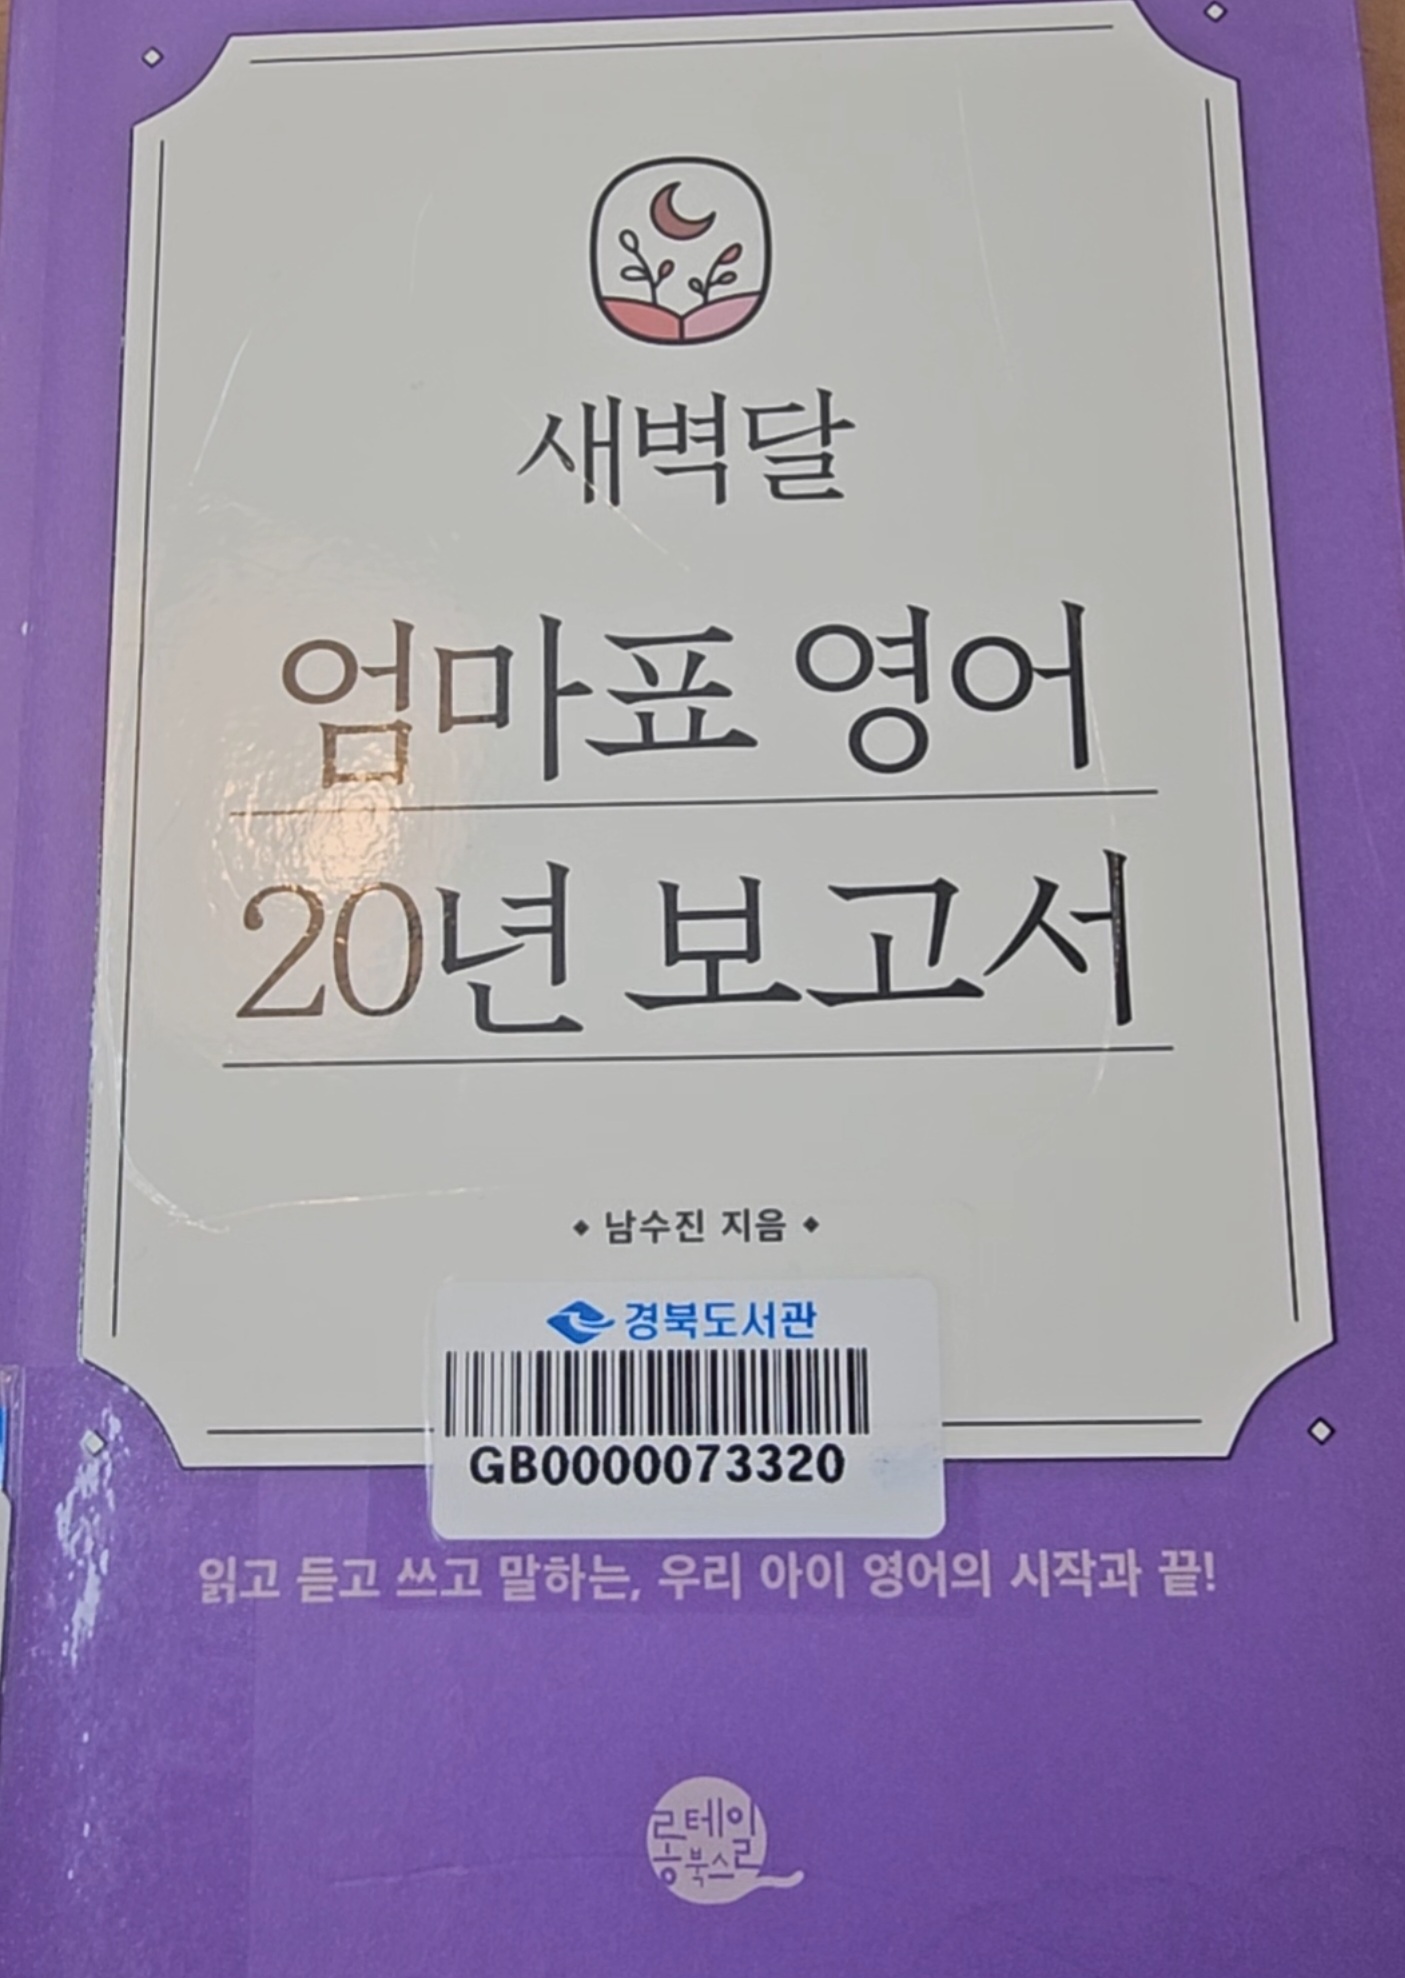 새벽달
엄마표 영어
20년 보고서
남수진 지음
경북도서관
GB0000073320
읽고 듣고 쓰고 말하는, 우리 아이 영어의 시작과 끝!
롱테일
북스